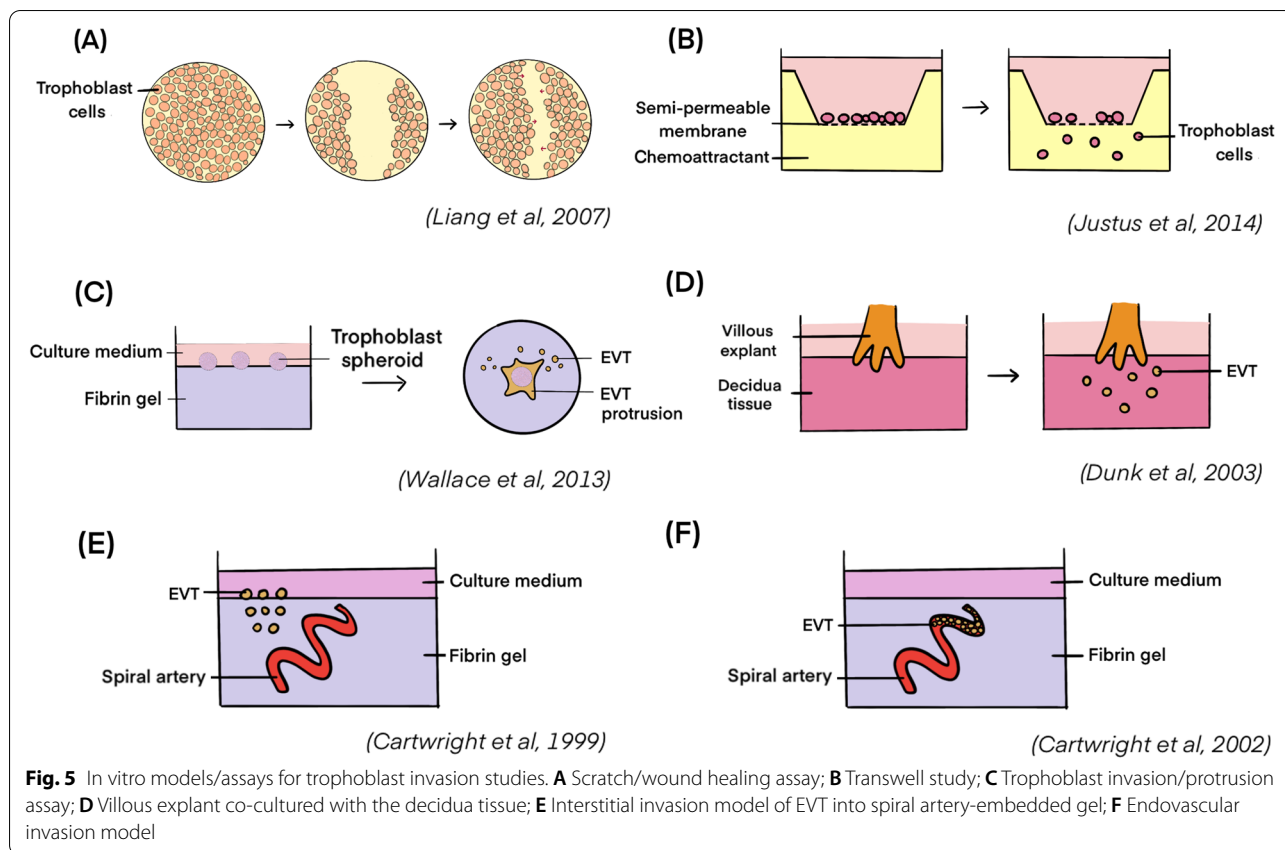 (A)
Trophoblast
cells
(Liang et al, 2007)
(B)
Semi-permeable
membrane
Chemoattractant
Trophoblast
cells
(Justus et al, 2014)
(C)
Culture medium
Fibrin gel
Trophoblast
spheroid
EVT
EVT
protrusion
(Wallace et al, 2013)
(D)
Villous
explant
Decidua
tissue
EVT
(Dunk et al, 2003)
(E)
EVT
Spiral artery
Culture medium
Fibrin gel
(Cartwright et al, 1999)
(F)
EVT
Spiral artery
Culture medium
Fibrin gel
(Cartwright et al, 2002)
Fig. 5 In vitro models/assays for trophoblast invasion studies. A Scratch/wound healing assay; B Transwell study; C Trophoblast invasion/protrusion
assay; D Villous explant co-cultured with the decidua tissue; E Interstitial invasion model of EVT into spiral artery-embedded gel; F Endovascular
invasion model